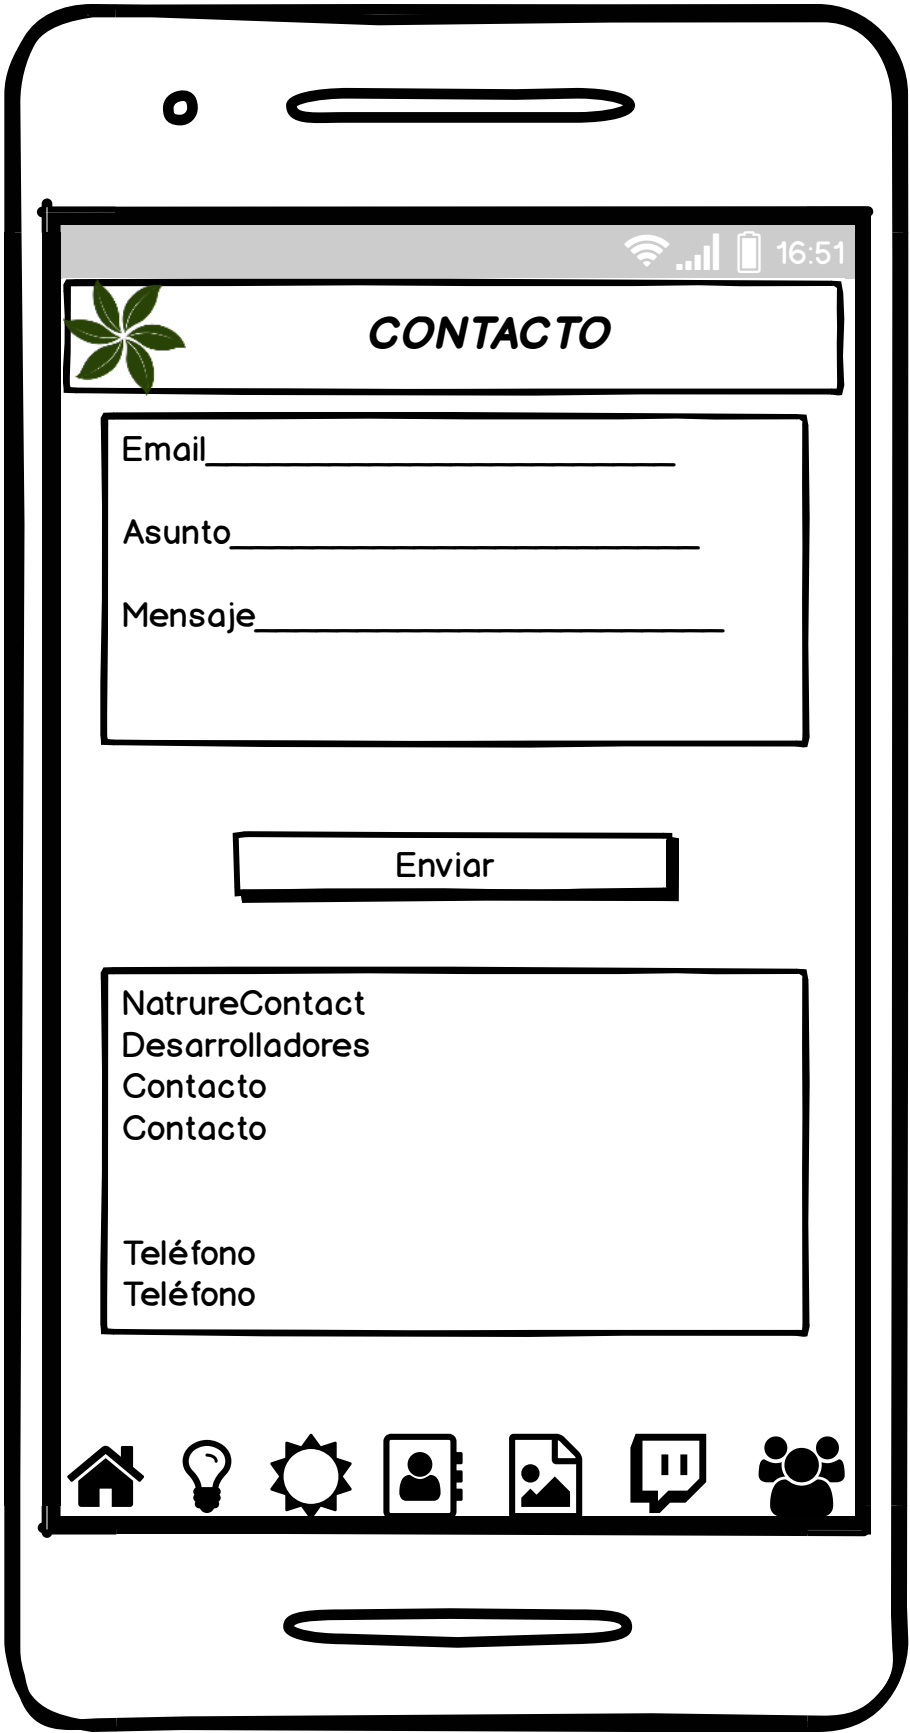 16:51
CONTACTO
Email
Asunto
Mensaje
Enviar
NatrureContact
Desarrolladores
Contacto
Contacto
Teléfono
Teléfono